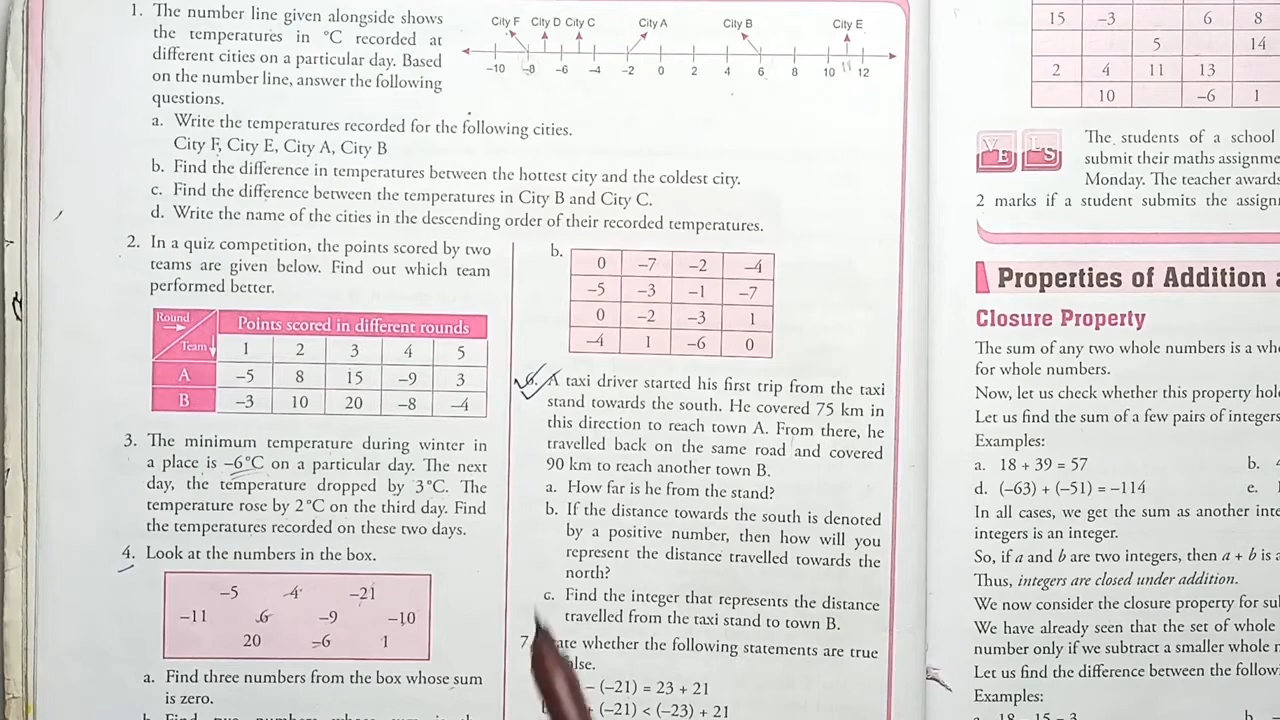 1. The number line given alongside shows
the temperatures in °C recorded at
different cities on a particular day. Based
on the number line, answer the following
questions.
City F City D City C City A City B City E
-10 -8 -6 -4 -2 0 2 4 6 8 10 11 12
a. Write the temperatures recorded for the following cities.
City F, City E, City A, City B
b. Find the difference in temperatures between the hottest city and the coldest city.
c. Find the difference between the temperatures in City B and City C.
d. Write the name of the cities in the descending order of their recorded temperatures.
2. In a quiz competition, the points scored by two
teams are given below. Find out which team
performed better.
Round Points scored in different rounds
Team 1 2 3 4 5
A -5 8 15 -9 3
B -3 10 20 -8 -4
3. The minimum temperature during winter in
a place is -6°C on a particular day. The next
day, the temperature dropped by 3°C. The
temperature rose by 2°C on the third day. Find
the temperatures recorded on these two days.
4. Look at the numbers in the box.
-5 -4 -21
-11 6 -9 -10
20 -6 1
a. Find three numbers from the box whose sum
is zero.
b.
0 -7 -2 -4
-5 -3 -1 -7
0 -2 -3 1
-4 1 -6 0
6. A taxi driver started his first trip from the taxi
stand towards the south. He covered 75 km in
this direction to reach town A. From there, he
travelled back on the same road and covered
90 km to reach another town B.
a. How far is he from the stand?
b. If the distance towards the south is denoted
by a positive number, then how will you
represent the distance travelled towards the
north?
c. Find the integer that represents the distance
travelled from the taxi stand to town B.
7 whether the following statements are true
- (-21) = 23 + 21
(-21) < (-23) + 21
15 -3 6 8
5 14
2 4 11 13
10 -6 1
VE LS
The students of a school
submit their maths
Monday. The teacher awards
2 marks if a student submits the
Properties of Addition
Closure Property
The sum of any two whole numbers is a
for whole numbers.
Now, let us check whether this property
Let us find the sum of a few pairs of
Examples:
a. 18 + 39 = 57 b.
d. (-63) + (-51) = -114 e.
In all cases, we get the sum as another
integers is an integer.
So, if a and b are two integers, then a + b is
Thus, integers are closed under addition.
We now consider the closure property for
We have already seen that the set of whole
number only if we subtract a smaller whole
Let us find the difference between the
Examples: